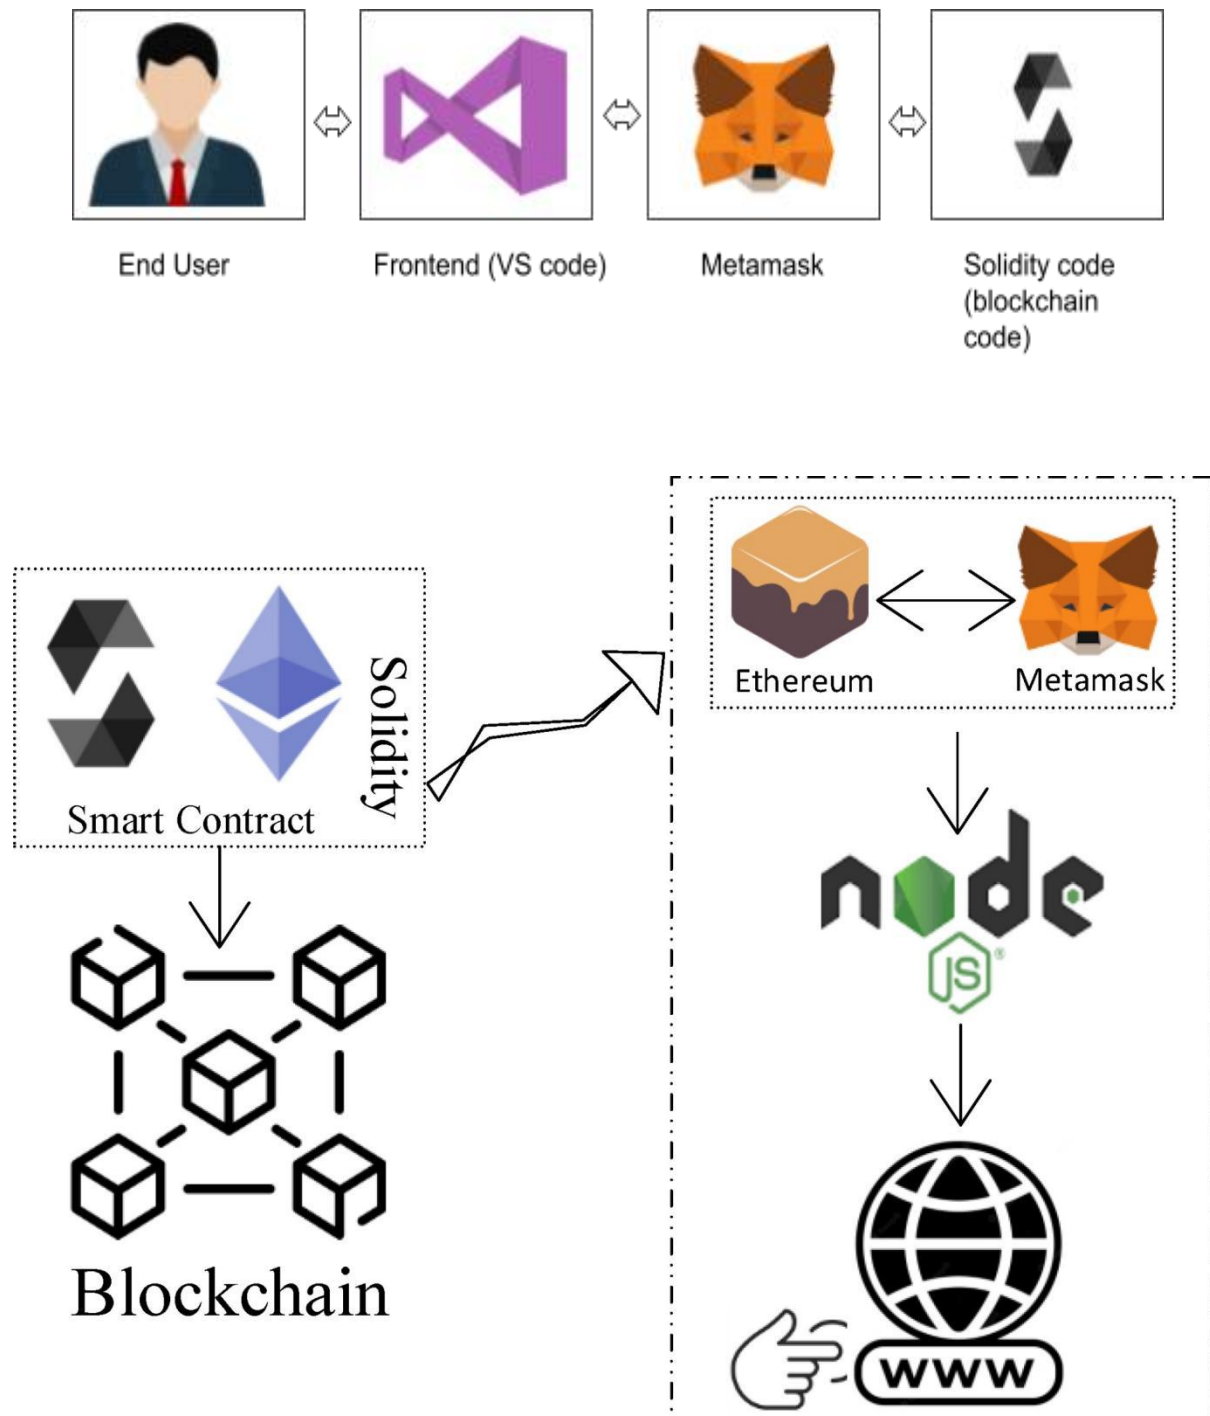 End User
Frontend (VS code)
Metamask
Solidity code
(blockchain
code)
Ethereum
Metamask
Solidity
Smart Contract
node
JS
®
Blockchain
www